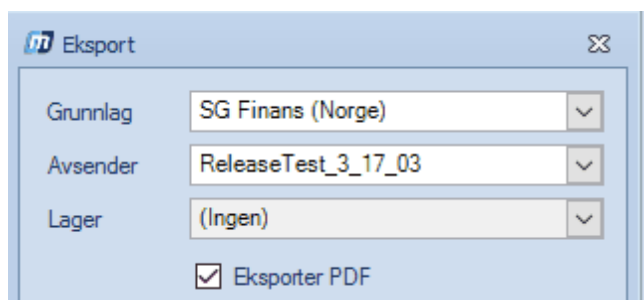 Eksport
Grunnlag SG Finans (Norge)
Avsender ReleaseTest_3_17_03
Lager (Ingen)
Eksporter PDF